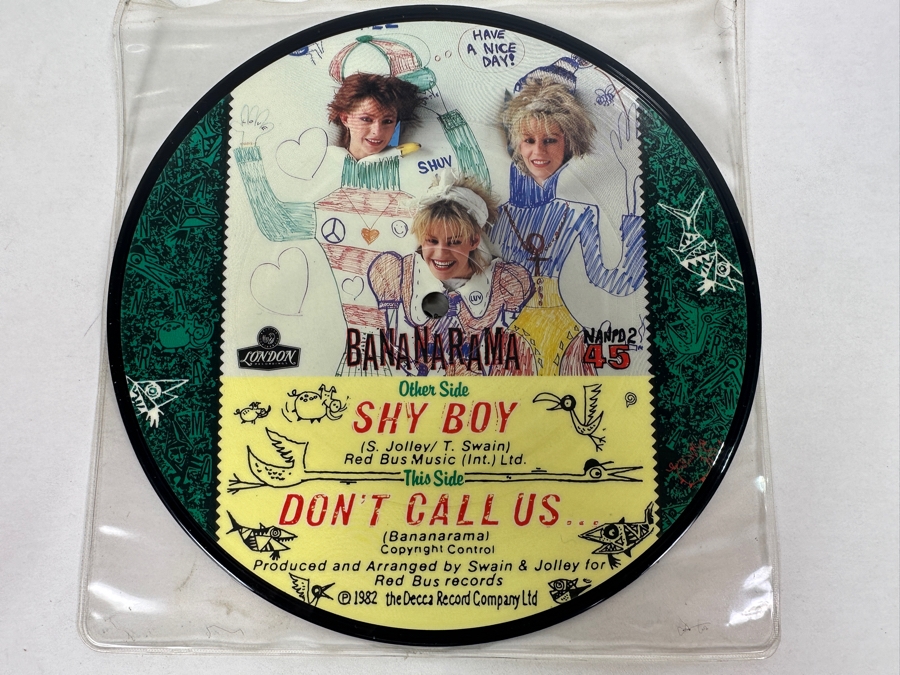 HAVE
A NICE
DAY!
SHUV
LUV
BANANARAMA
LONDON
RECORDINGS
NANPD.2
45
Other Side
SHY BOY
(S. Jolley/ T. Swain)
Red Bus Music (Int.) Ltd.
This Side
DON'T CALL US...
(Bananarama)
Copyright Control
Produced and Arranged by Swain & Jolley for
Red Bus records
℗ 1982 the Decca Record Company Ltd